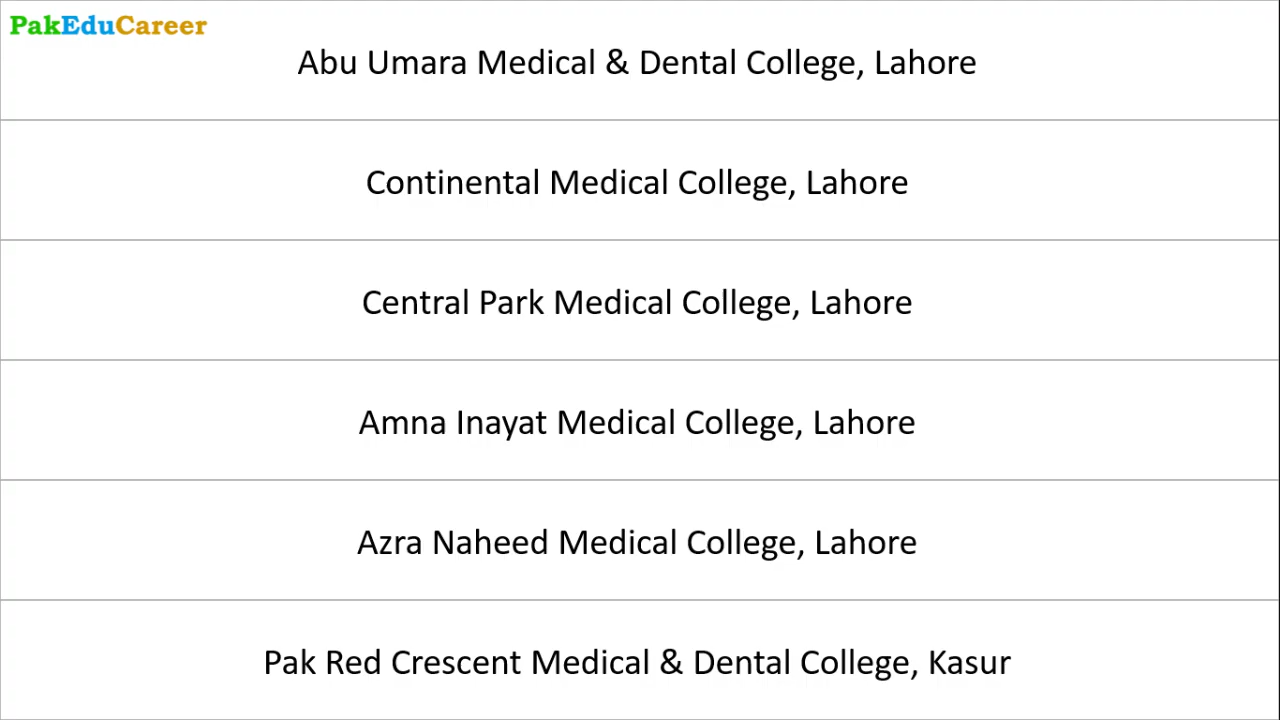 PakEduCareer
Abu Umara Medical & Dental College, Lahore
Continental Medical College, Lahore
Central Park Medical College, Lahore
Amna Inayat Medical College, Lahore
Azra Naheed Medical College, Lahore
Pak Red Crescent Medical & Dental College, Kasur